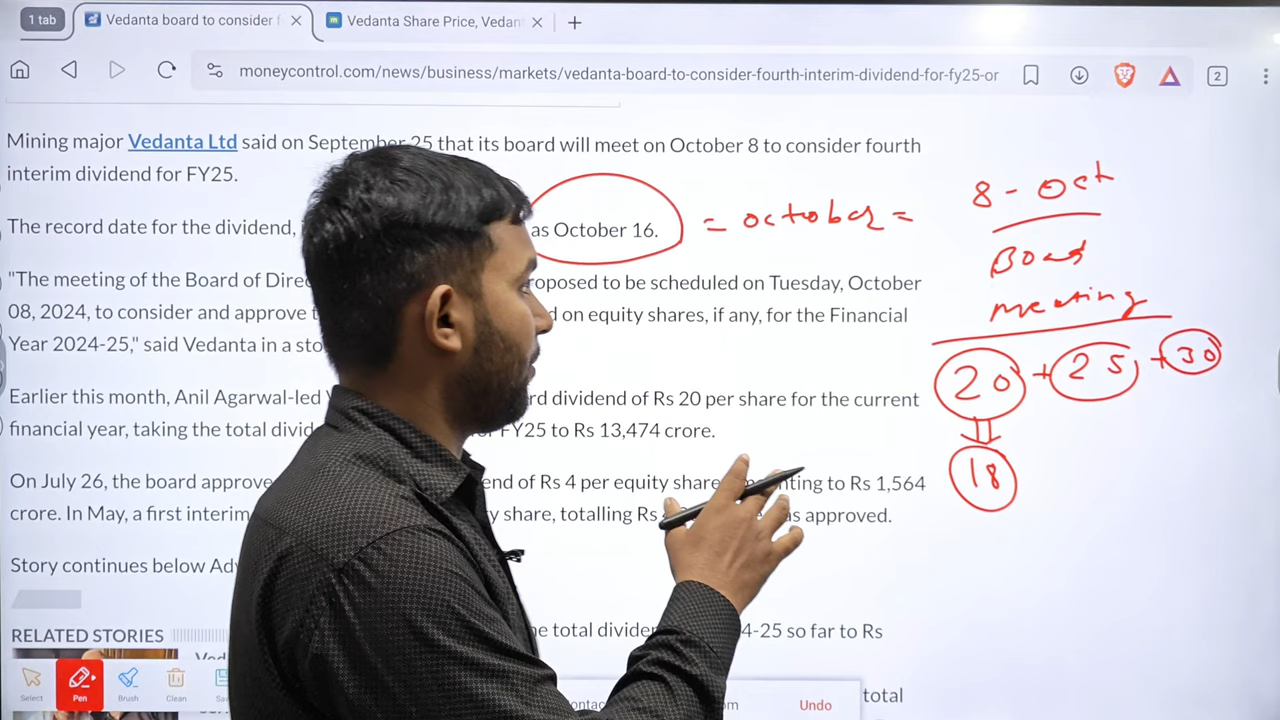 1 tab
Vedanta board to consider f
Vedanta Share Price, Vedan
moneycontrol.com/news/business/markets/vedanta-board-to-consider-fourth-interim-dividend-for-fy25-or
2
Mining major Vedanta Ltd said on September 25 that its board will meet on October 8 to consider fourth
interim dividend for FY25.
The record date for the dividend, as October 16.
= october =
8 - Oct
Board
meeting
"The meeting of the Board of Direc oposed to be scheduled on Tuesday, October
08, 2024, to consider and approve t d on equity shares, if any, for the Financial
Year 2024-25," said Vedanta in a sto
20 + 25 + 30
18
Earlier this month, Anil Agarwal-led rd dividend of Rs 20 per share for the current
financial year, taking the total divid FY25 to Rs 13,474 crore.
On July 26, the board approve end of Rs 4 per equity share nting to Rs 1,564
crore. In May, a first interim y share, totalling Rs as approved.
Story continues below Ad
e total divide 4-25 so far to Rs
RELATED STORIES
total
Select
Pen
Brush
Clean
Undo